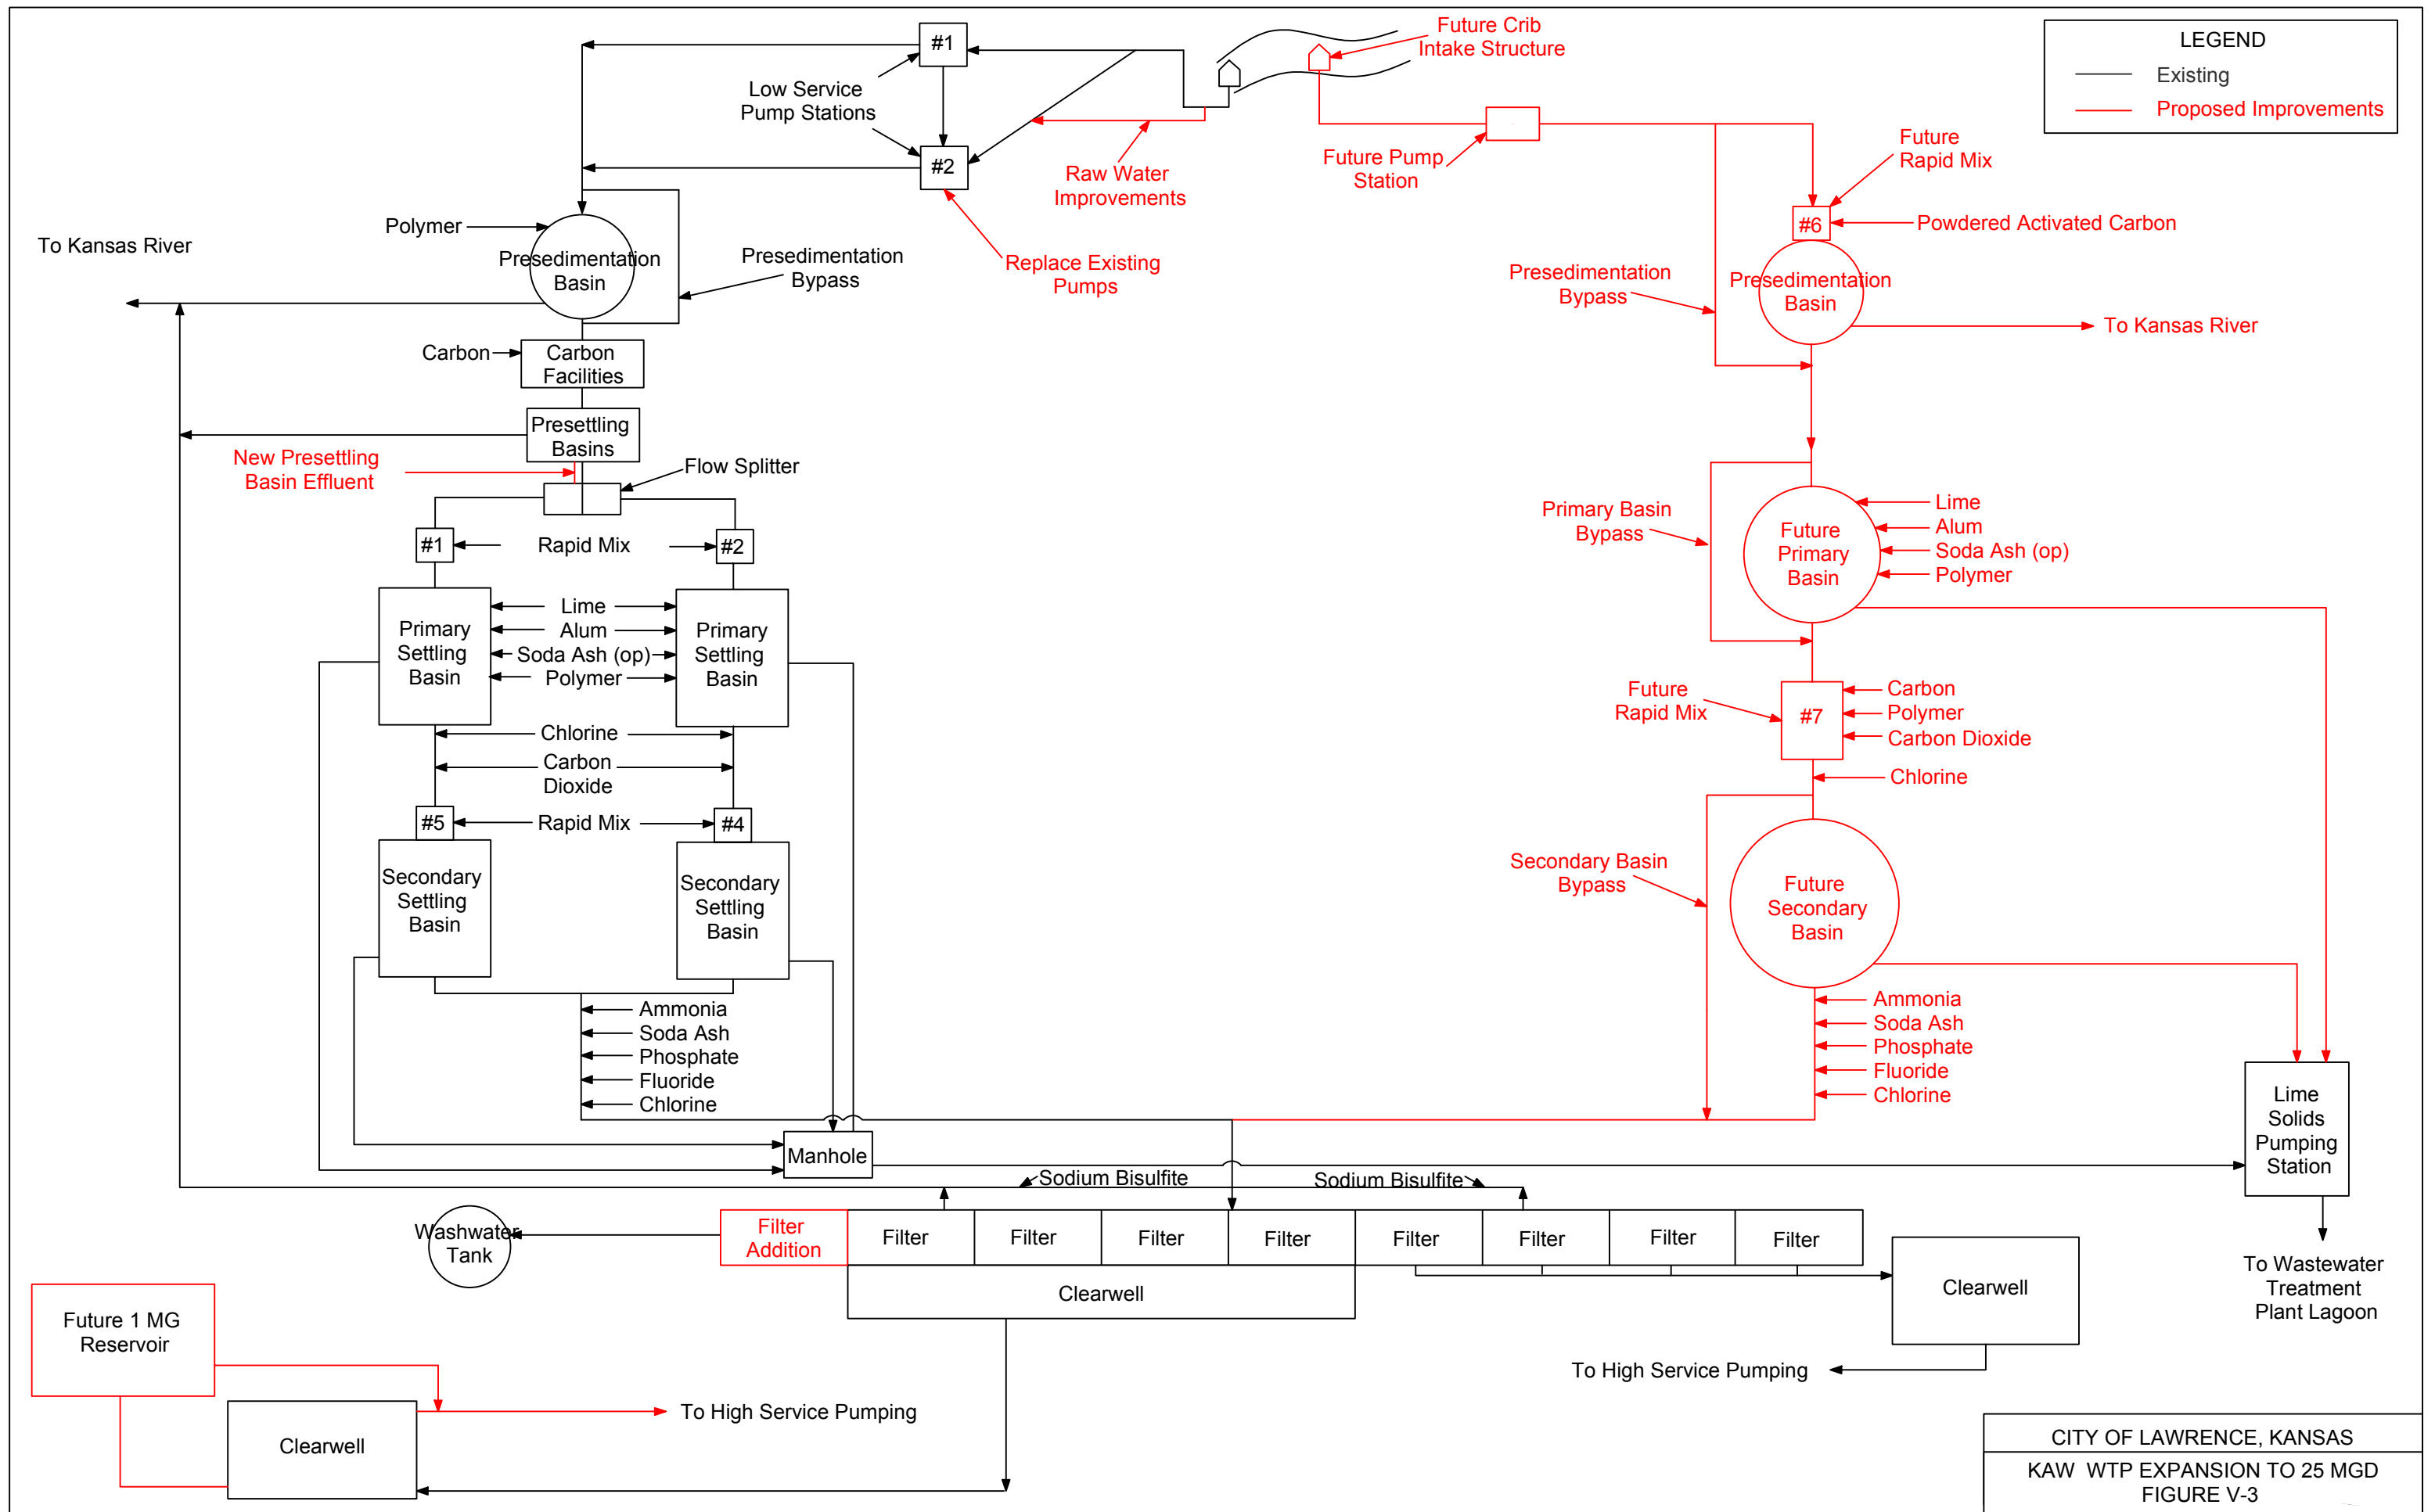 #1
Future Crib
Intake Structure
LEGEND
Existing
Proposed Improvements
Low Service
Pump Stations
#2
Raw Water
Improvements
Replace Existing
Pumps
Future Pump
Station
Future
Rapid Mix
#6
Powdered Activated Carbon
Presedimentation
Bypass
Presedimentation
Basin
To Kansas River
To Kansas River
Polymer
Presedimentation
Basin
Presedimentation
Bypass
Carbon
Carbon
Facilities
Presettling
Basins
New Presettling
Basin Effluent
Flow Splitter
#1
Rapid Mix
#2
Primary
Settling
Basin
Lime
Alum
Soda Ash (op)
Polymer
Primary
Settling
Basin
Chlorine
Carbon
Dioxide
#5
Rapid Mix
#4
Secondary
Settling
Basin
Secondary
Settling
Basin
Ammonia
Soda Ash
Phosphate
Fluoride
Chlorine
Manhole
Primary Basin
Bypass
Future
Primary
Basin
Lime
Alum
Soda Ash (op)
Polymer
Future
Rapid Mix
#7
Carbon
Polymer
Carbon Dioxide
Chlorine
Secondary Basin
Bypass
Future
Secondary
Basin
Ammonia
Soda Ash
Phosphate
Fluoride
Chlorine
Lime
Solids
Pumping
Station
To Wastewater
Treatment
Plant Lagoon
Sodium Bisulfite
Sodium Bisulfite
Washwater
Tank
Filter
Addition
Filter
Filter
Filter
Filter
Filter
Filter
Filter
Filter
Clearwell
Clearwell
To High Service Pumping
Future 1 MG
Reservoir
To High Service Pumping
Clearwell
CITY OF LAWRENCE, KANSAS
KAW WTP EXPANSION TO 25 MGD
FIGURE V-3